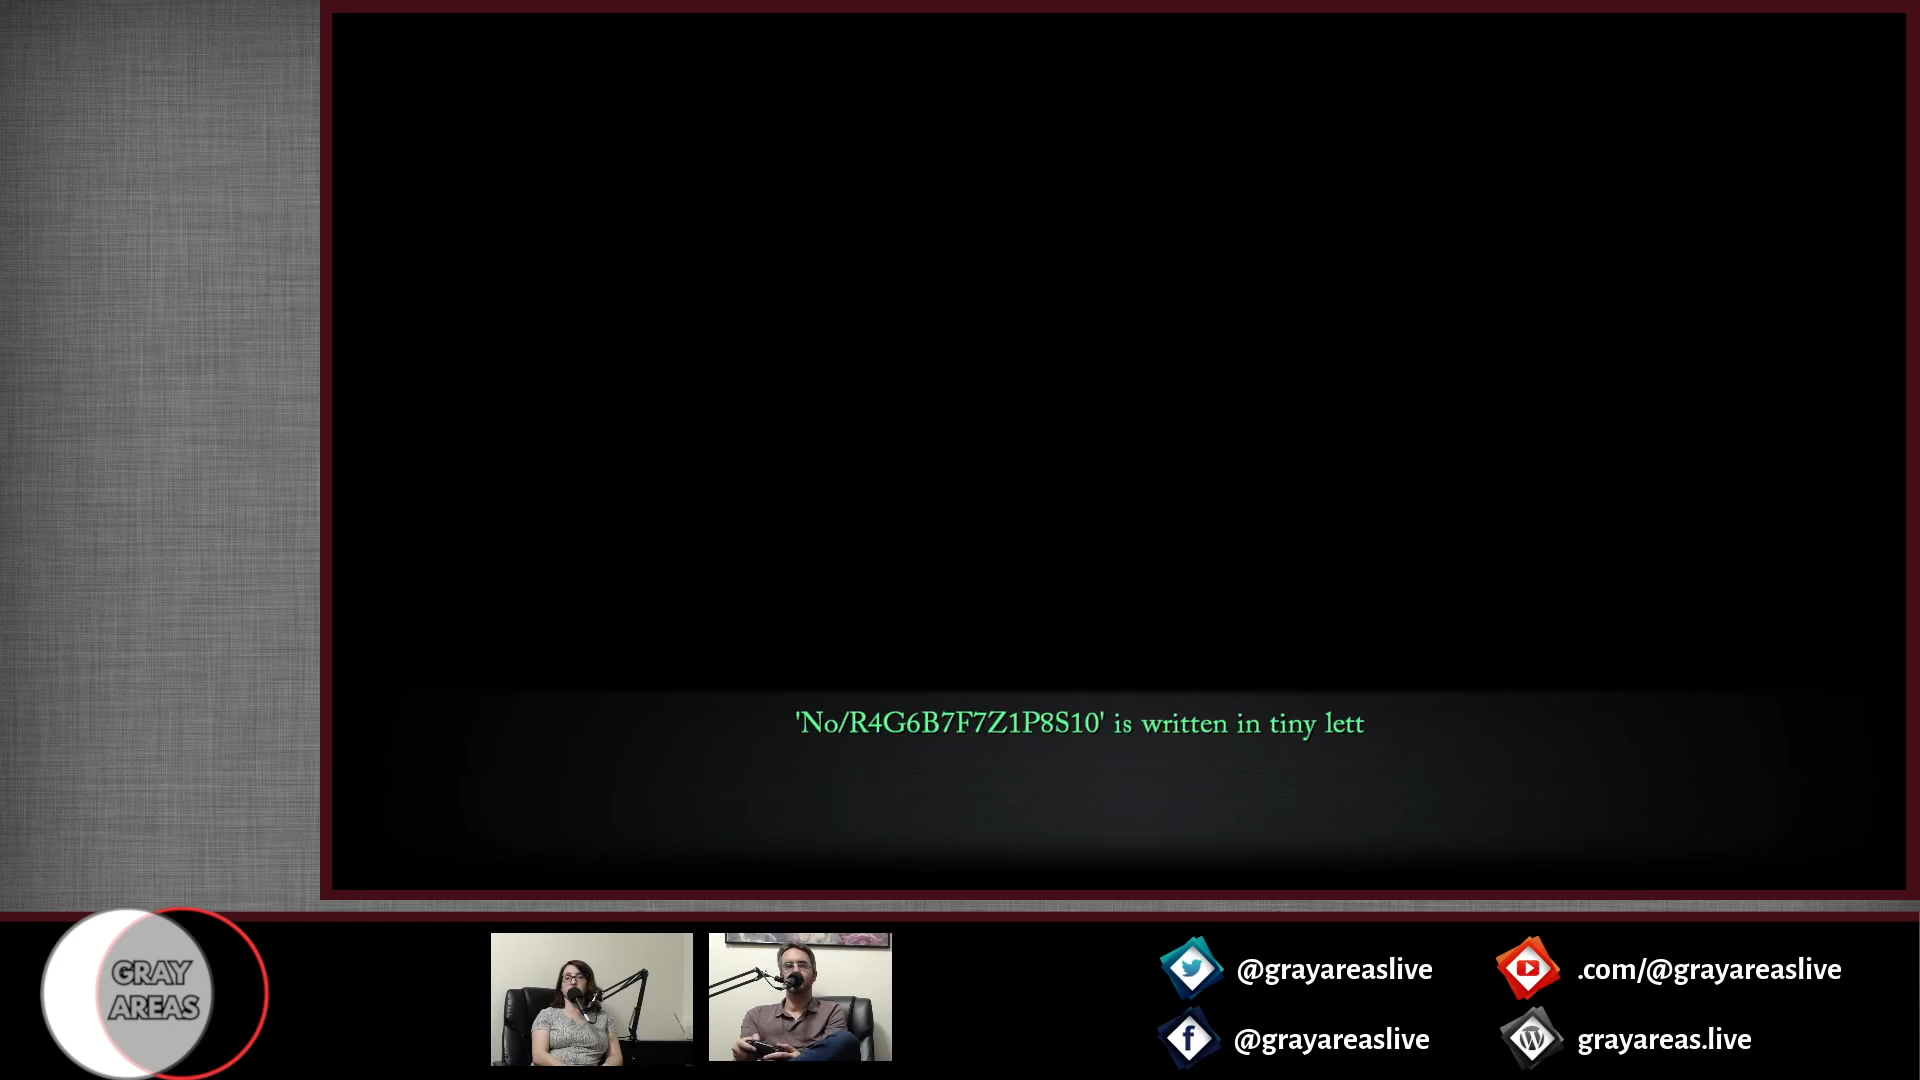 'No/R4G6B7F7Z1P8S10' is written in tiny lett
GRAY
AREAS
@grayareaslive
.com/@grayareaslive
@grayareaslive
grayareas.live